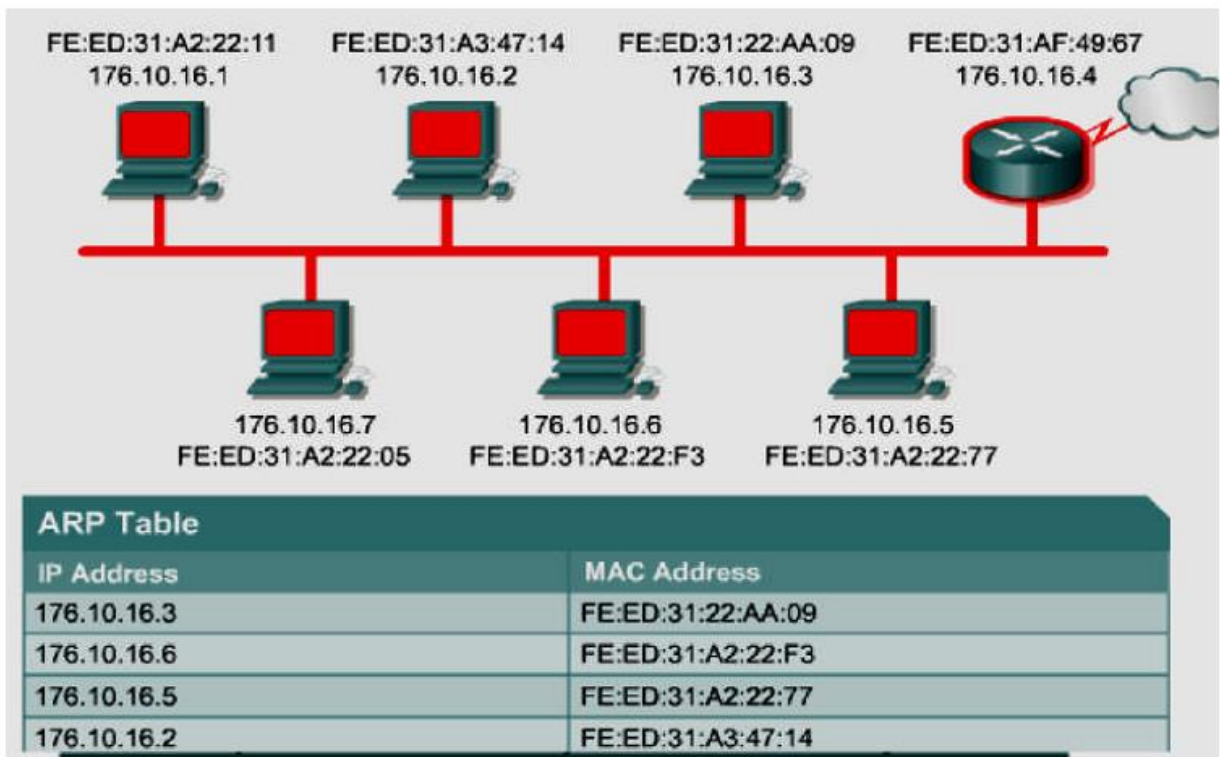 FE:ED:31:A2:22:11 FE:ED:31:A3:47:14 FE:ED:31:22:AA:09 FE:ED:31:AF:49:67
176.10.16.1 176.10.16.2 176.10.16.3 176.10.16.4
176.10.16.7 176.10.16.6 176.10.16.5
FE:ED:31:A2:22:05 FE:ED:31:A2:22:F3 FE:ED:31:A2:22:77
ARP Table
IP Address MAC Address
176.10.16.3 FE:ED:31:22:AA:09
176.10.16.6 FE:ED:31:A2:22:F3
176.10.16.5 FE:ED:31:A2:22:77
176.10.16.2 FE:ED:31:A3:47:14